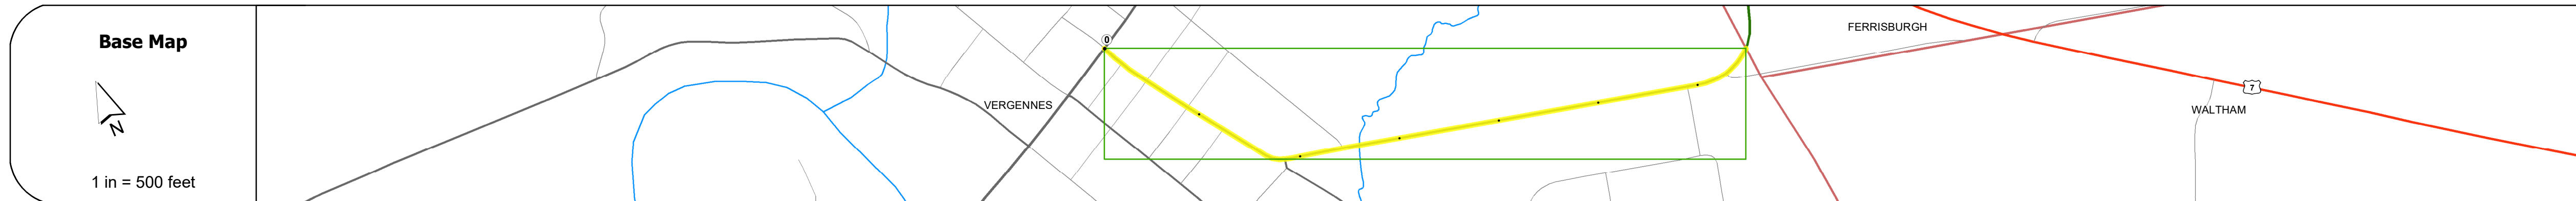 Base Map
N
1 in = 500 feet
0
VERGENNES
FERRISBURGH
7
WALTHAM